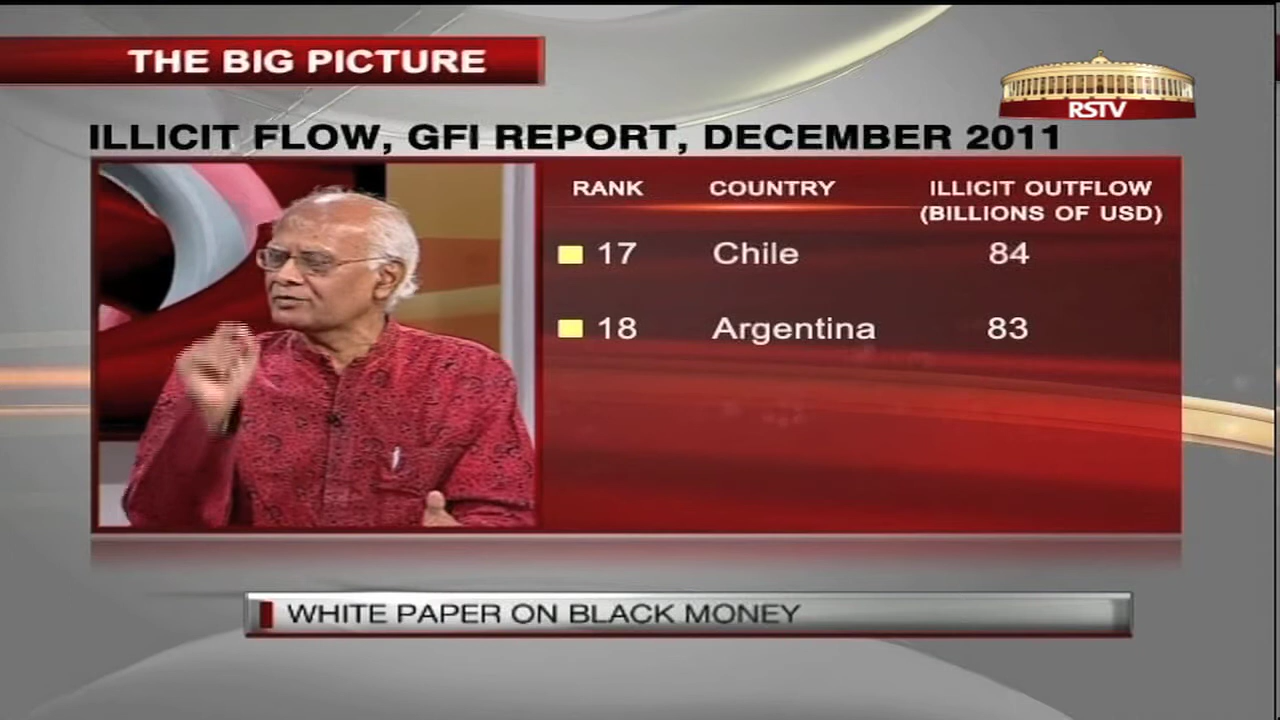 THE BIG PICTURE
RSTV
ILLICIT FLOW, GFI REPORT, DECEMBER 2011
RANK COUNTRY ILLICIT OUTFLOW
(BILLIONS OF USD)
17 Chile 84
18 Argentina 83
WHITE PAPER ON BLACK MONEY